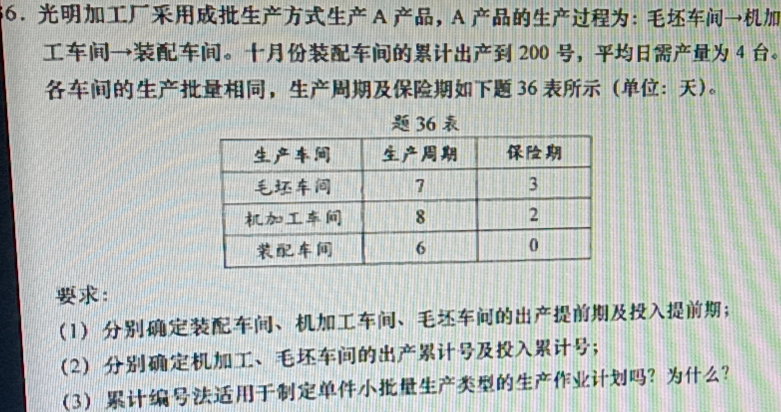 36．光明加工厂采用成批生产方式生产 A 产品，A 产品的生产过程为：毛坯车间→机加
工车间→装配车间。十月份装配车间的累计出产到 200 号，平均日需产量为 4 台。
各车间的生产批量相同，生产周期及保险期如下题 36 表所示（单位：天）。
题 36 表
生产车间 生产周期 保险期
毛坯车间 7 3
机加工车间 8 2
装配车间 6 0
要求：
（1）分别确定装配车间、机加工车间、毛坯车间的出产提前期及投入提前期；
（2）分别确定机加工、毛坯车间的出产累计号及投入累计号；
（3）累计编号法适用于制定单件小批量生产类型的生产作业计划吗？为什么？